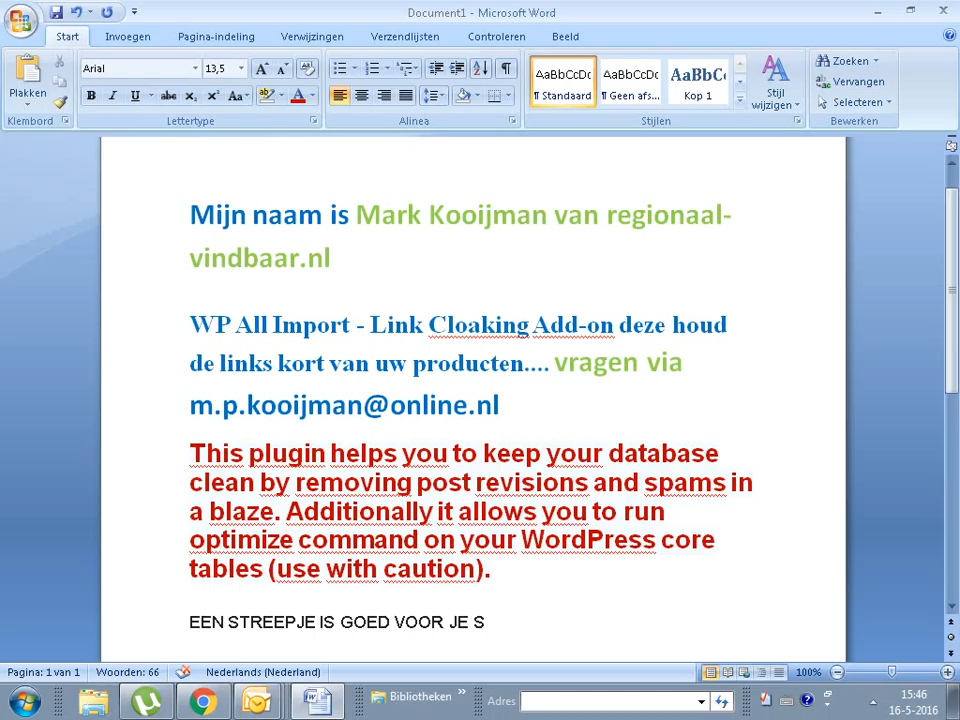 Document1 - Microsoft Word
Start Invoegen Pagina-indeling Verwijzingen Verzendlijsten Controleren Beeld
Plakken
Klembord
Arial 13,5
B I U abc x₂ x² Aa
Lettertype
Alinea
AaBbCcDc AaBbCcDc AaBbCc
¶ Standaard ¶ Geen afs... Kop 1
Stijl
wijzigen
Stijlen
Zoeken
Vervangen
Selecteren
Bewerken
Mijn naam is Mark Kooijman van regionaal-
vindbaar.nl
WP All Import - Link Cloaking Add-on deze houd
de links kort van uw producten.... vragen via
m.p.kooijman@online.nl
This plugin helps you to keep your database
clean by removing post revisions and spams in
a blaze. Additionally it allows you to run
optimize command on your WordPress core
tables (use with caution).
EEN STREEPJE IS GOED VOOR JE S
Pagina: 1 van 1 Woorden: 66 Nederlands (Nederland) 100%
Bibliotheken Adres 15:46
16-5-2016